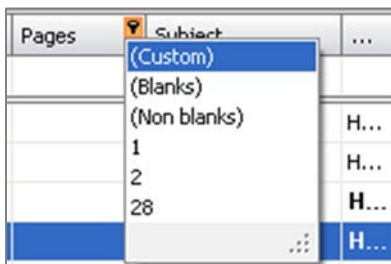 Pages Subject ...
(Custom)
(Blanks)
(Non blanks)
1
2
28
H...
H...
H...
H...